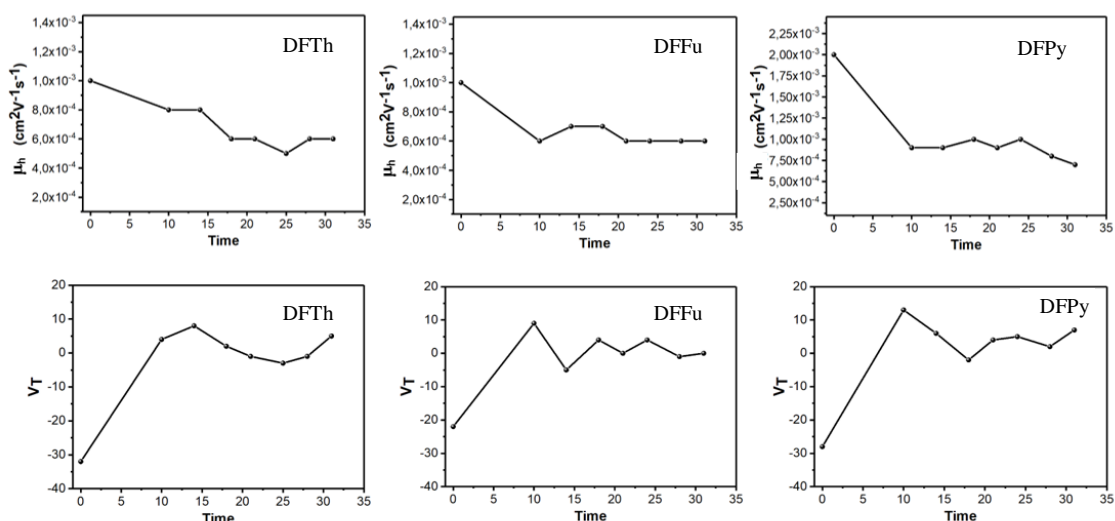 DFTh
μh (cm2V-1s-1)
1,4x10-3
1,2x10-3
1,0x10-3
8,0x10-4
6,0x10-4
4,0x10-4
2,0x10-4
0 5 10 15 20 25 30 35
Time
DFFu
μh (cm2V-1s-1)
1,4x10-3
1,2x10-3
1,0x10-3
8,0x10-4
6,0x10-4
4,0x10-4
2,0x10-4
0 5 10 15 20 25 30 35
Time
DFPy
μh (cm2V-1s-1)
2,25x10-3
2,00x10-3
1,75x10-3
1,50x10-3
1,25x10-3
1,00x10-3
7,50x10-4
5,00x10-4
2,50x10-4
0 5 10 15 20 25 30 35
Time
DFTh
VT
20
10
0
-10
-20
-30
-40
0 5 10 15 20 25 30 35
Time
DFFu
VT
20
10
0
-10
-20
-30
-40
0 5 10 15 20 25 30 35
Time
DFPy
VT
20
10
0
-10
-20
-30
-40
0 5 10 15 20 25 30 35
Time